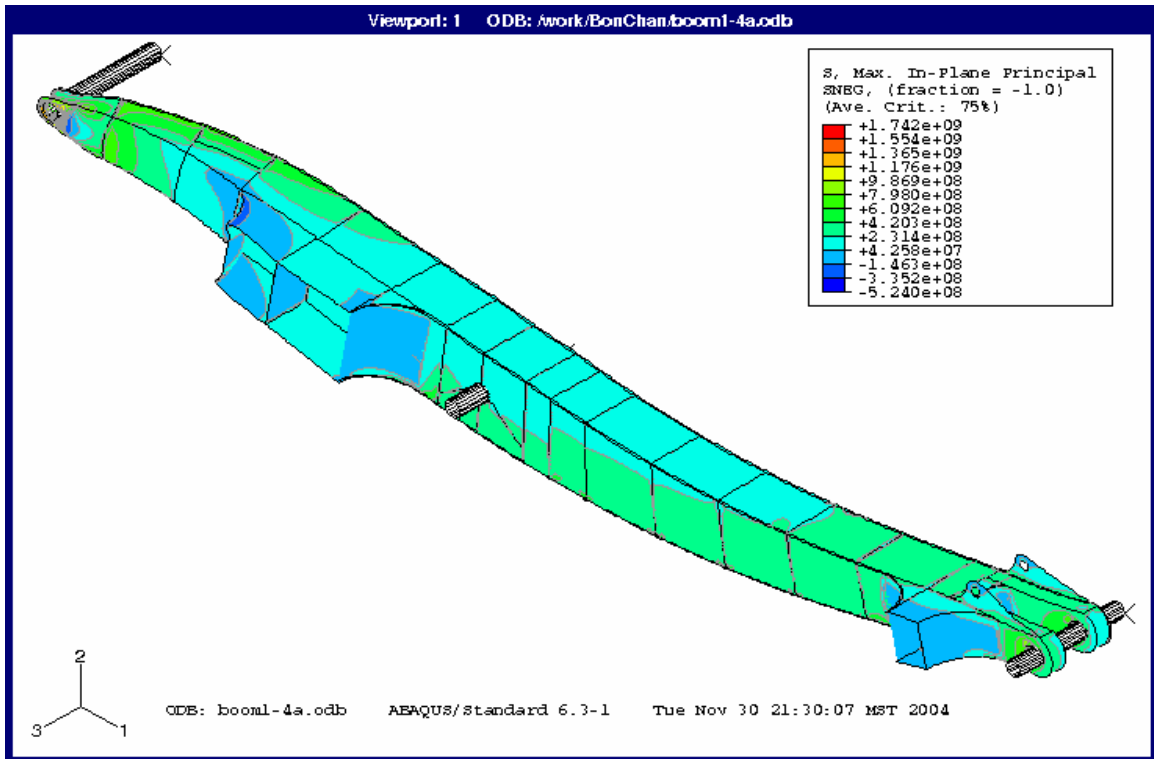 Viewport: 1 ODB: /work/BonChan/boom1-4a.odb
S, Max. In-Plane Principal
SNEG, (fraction = -1.0)
(Ave. Crit.: 75%)
+1.742e+09
+1.554e+09
+1.365e+09
+1.176e+09
+9.869e+08
+7.980e+08
+6.092e+08
+4.203e+08
+2.314e+08
+4.258e+07
-1.463e+08
-3.352e+08
-5.240e+08
2
3
1
ODB: boom1-4a.odb ABAQUS/Standard 6.3-1 Tue Nov 30 21:30:07 MST 2004